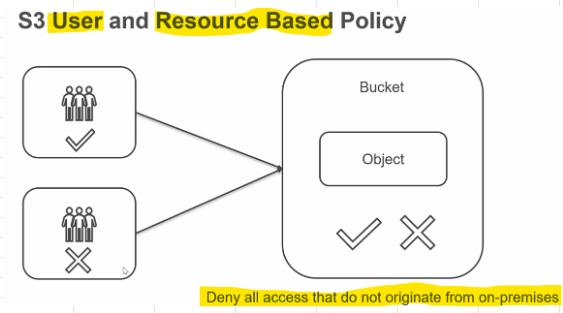 S3 User and Resource Based Policy
Bucket
Object
Deny all access that do not originate from on-premises